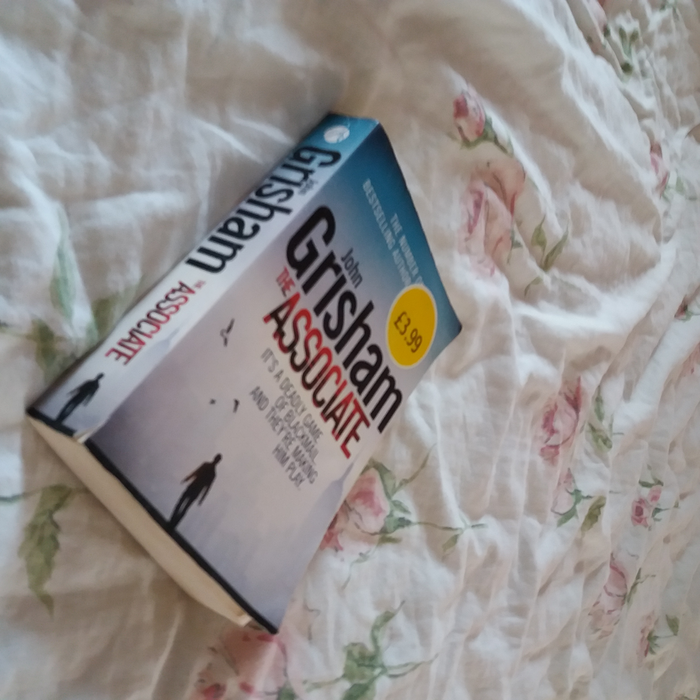 John
Grisham
THE ASSOCIATE
THE NUMBER
BESTSELLING AUTHOR
John
Grisham
THE
ASSOCIATE
£3.99
IT'S A DEADLY GAME
OF BLACKMAIL.
AND THEY'RE MAKING
HIM PLAY.